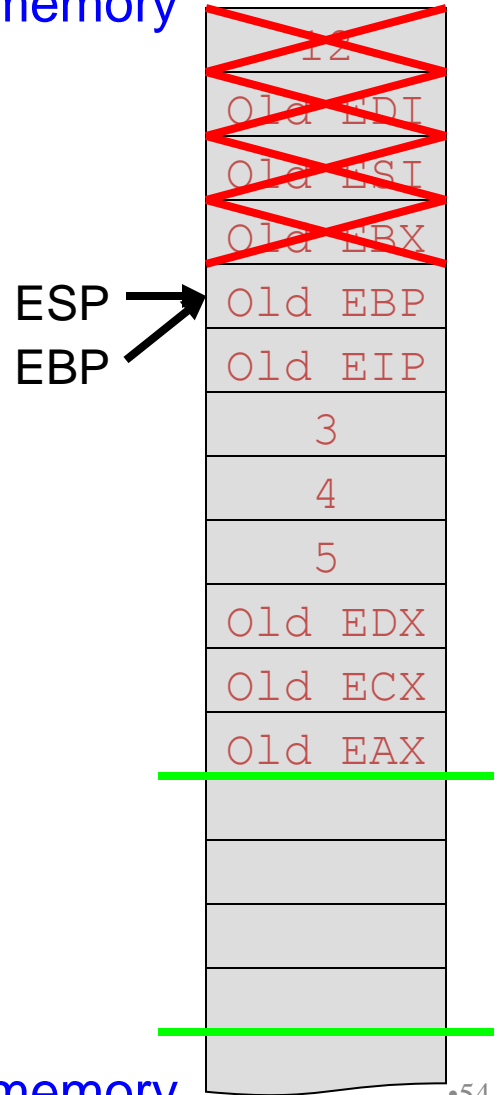 memory
12
Old EDI
Old ESI
Old EBX
ESP
Old EBP
EBP
Old EIP
3
4
5
Old EDX
Old ECX
Old EAX
memory
•54